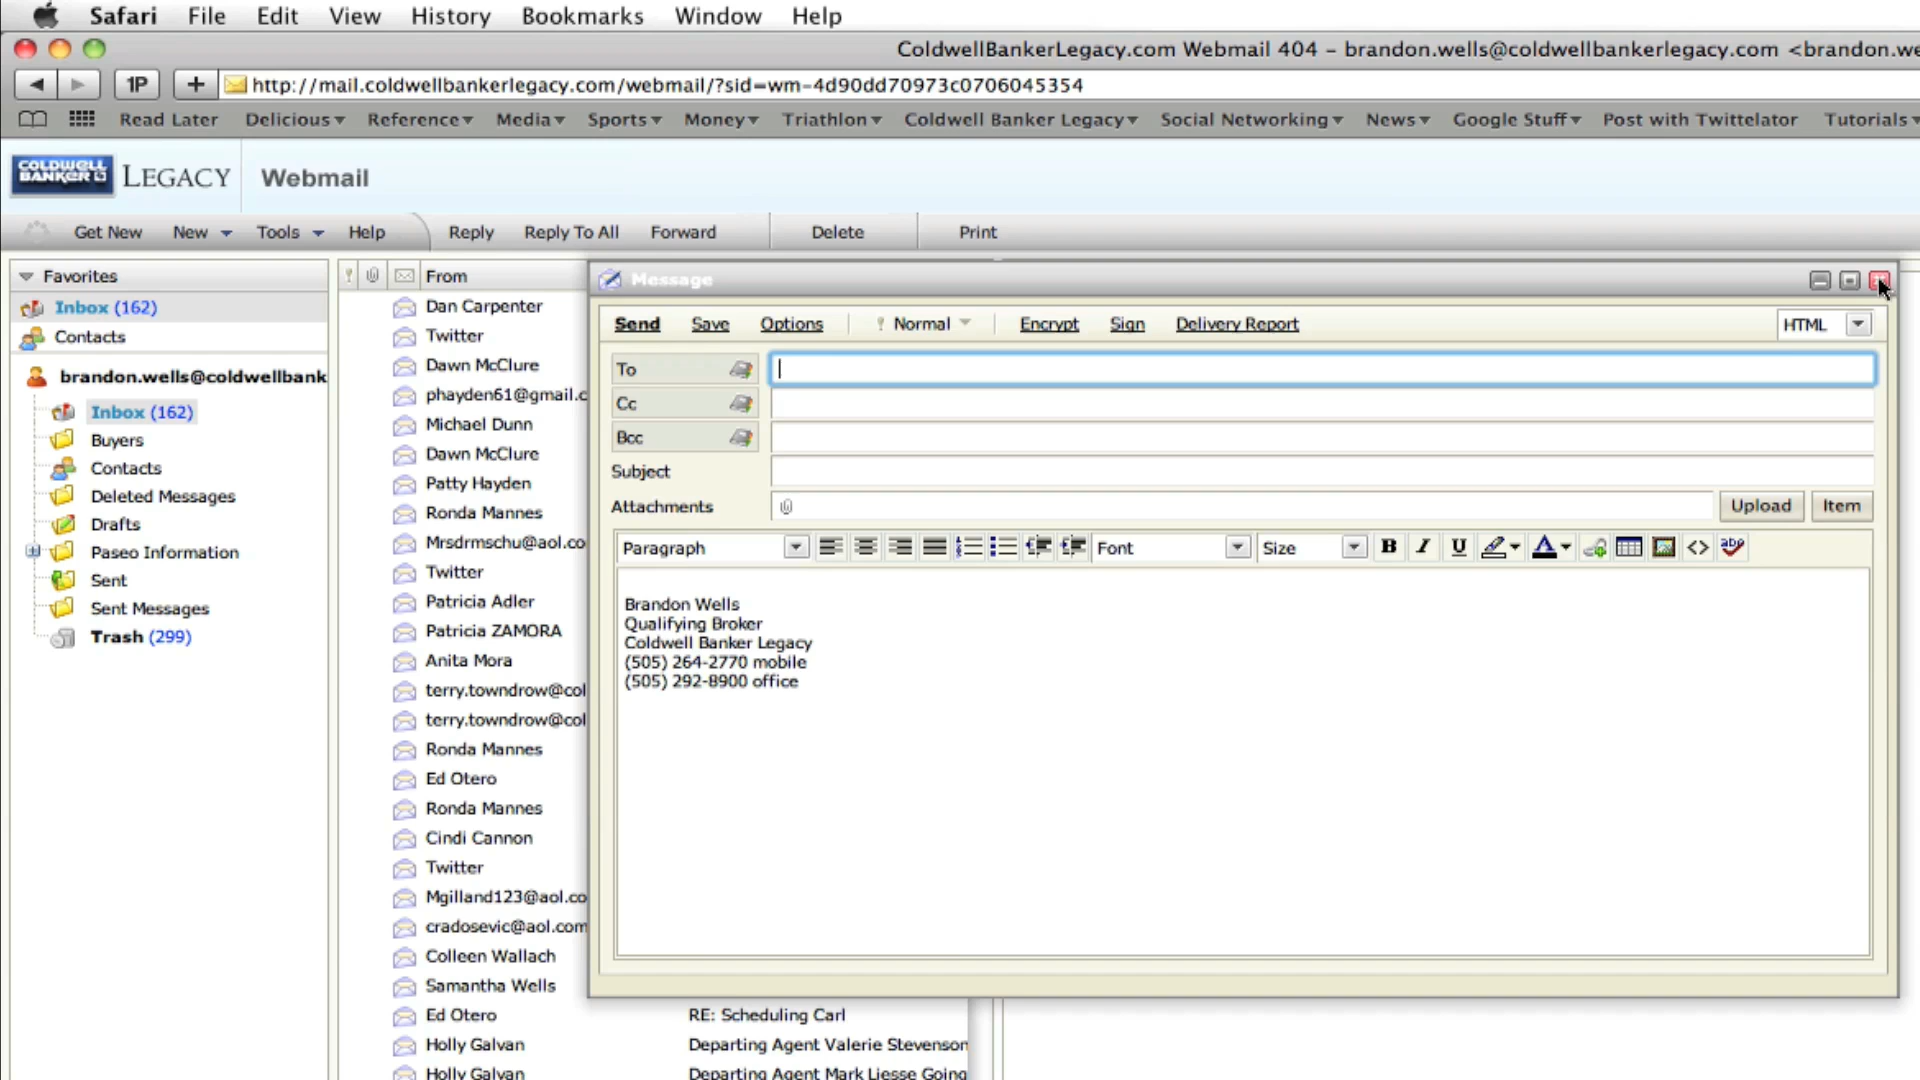 Safari File Edit View History Bookmarks Window Help
ColdwellBankerLegacy.com Webmail 404 – brandon.wells@coldwellbankerlegacy.com <brandon.we
1P + http://mail.coldwellbankerlegacy.com/webmail/?sid=wm-4d90dd70973c0706045354
Read Later Delicious Reference Media Sports Money Triathlon Coldwell Banker Legacy Social Networking News Google Stuff Post with Twittelator Tutorials
COLDWELL BANKER LEGACY Webmail
Get New New Tools Help Reply Reply To All Forward Delete Print
Favorites
Inbox (162)
Contacts
brandon.wells@coldwellbank
Inbox (162)
Buyers
Contacts
Deleted Messages
Drafts
Paseo Information
Sent
Sent Messages
Trash (299)
From
Dan Carpenter
Twitter
Dawn McClure
phayden61@gmail.c
Michael Dunn
Dawn McClure
Patty Hayden
Ronda Mannes
Mrsdrmschu@aol.co
Twitter
Patricia Adler
Patricia ZAMORA
Anita Mora
terry.towndrow@col
terry.towndrow@col
Ronda Mannes
Ed Otero
Ronda Mannes
Cindi Cannon
Twitter
Mgilland123@aol.co
cradosevic@aol.com
Colleen Wallach
Samantha Wells
Ed Otero RE: Scheduling Carl
Holly Galvan Departing Agent Valerie Stevenson
Holly Galvan Departing Agent Mark Liesse Going
Message
Send Save Options Normal Encrypt Sign Delivery Report HTML
To
Cc
Bcc
Subject
Attachments Upload Item
Paragraph Font Size B I U A <> abc
Brandon Wells
Qualifying Broker
Coldwell Banker Legacy
(505) 264-2770 mobile
(505) 292-8900 office